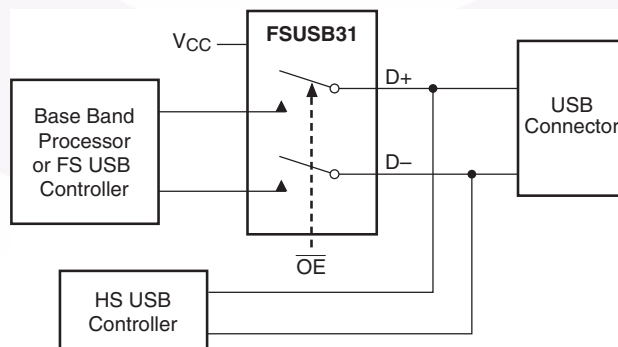 FSUSB31
VCC
D+
D–
OE
Base Band
Processor
or FS USB
Controller
USB
Connector
HS USB
Controller